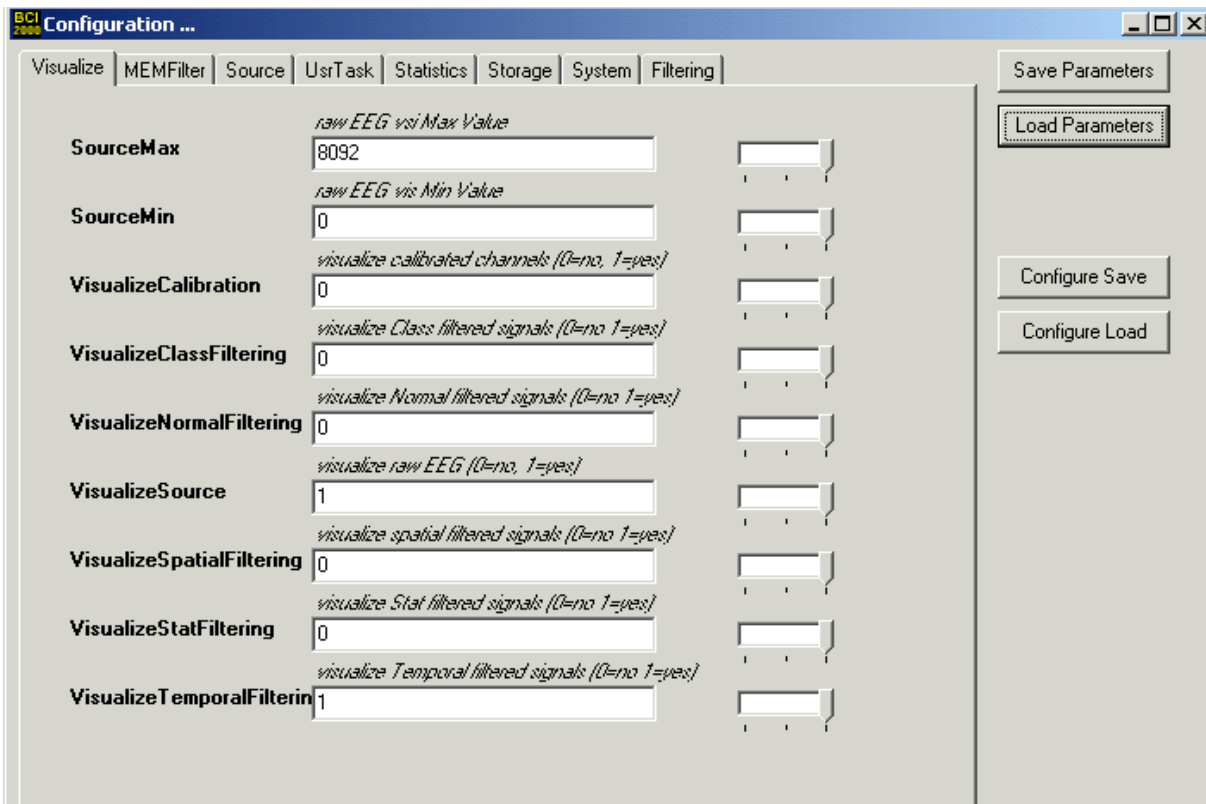 BCI 2000 Configuration ...
Visualize MEMFilter Source UsrTask Statistics Storage System Filtering
Save Parameters
Load Parameters
Configure Save
Configure Load
raw EEG vsi Max Value
SourceMax 8092
raw EEG vis Min Value
SourceMin 0
visualize calibrated channels (0=no, 1=yes)
VisualizeCalibration 0
visualize Class filtered signals (0=no 1=yes)
VisualizeClassFiltering 0
visualize Normal filtered signals (0=no 1=yes)
VisualizeNormalFiltering 0
visualize raw EEG (0=no, 1=yes)
VisualizeSource 1
visualize spatial filtered signals (0=no 1=yes)
VisualizeSpatialFiltering 0
visualize Stat filtered signals (0=no 1=yes)
VisualizeStatFiltering 0
visualize Temporal filtered signals (0=no 1=yes)
VisualizeTemporalFilterin 1